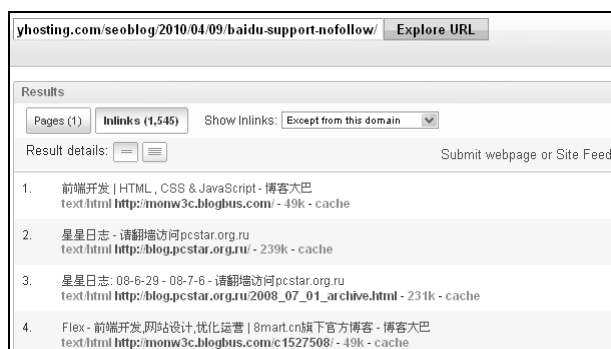 yhosting.com/seoblog/2010/04/09/baidu-support-nofollow/ Explore URL
Results
Pages (1) Inlinks (1,545) Show Inlinks: Except from this domain
Result details: Submit webpage or Site Feed
1. 前端开发 | HTML , CSS & JavaScript - 博客大巴
text/html http://monw3c.blogbus.com/ - 49k - cache
2. 星星日志 - 请翻墙访问pcstar.org.ru
text/html http://blog.pcstar.org.ru/ - 239k - cache
3. 星星日志: 08-6-29 - 08-7-6 - 请翻墙访问pcstar.org.ru
text/html http://blog.pcstar.org.ru/2008_07_01_archive.html - 231k - cache
4. Flex - 前端开发,网站设计,优化运营 | 8mart.cn旗下官方博客 - 博客大巴
text/html http://monw3c.blogbus.com/c1527508/ - 49k - cache